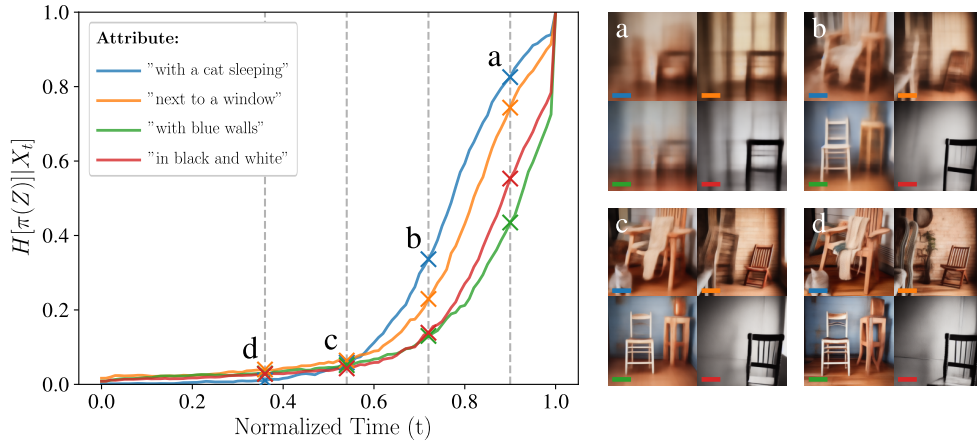 1.0
0.8
0.6
0.4
0.2
0.0
H[π(Z)]|X_t]
Attribute:
"with a cat sleeping"
"next to a window"
"with blue walls"
"in black and white"
a
b
c
d
0.0 0.2 0.4 0.6 0.8 1.0
Normalized Time (t)
a b
c d